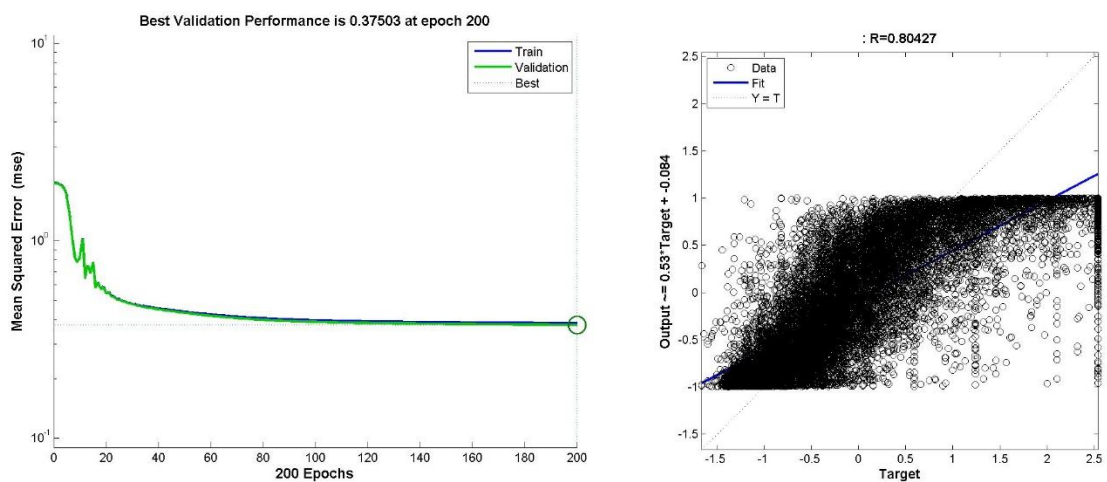 Best Validation Performance is 0.37503 at epoch 200
10^1
10^0
10^-1
Mean Squared Error (mse)
Train
Validation
Best
0 20 40 60 80 100 120 140 160 180 200
200 Epochs
: R=0.80427
Data
Fit
Y = T
2.5
2
1.5
1
0.5
0
-0.5
-1
-1.5
Output ~= 0.53*Target + -0.084
-1.5 -1 -0.5 0 0.5 1 1.5 2 2.5
Target